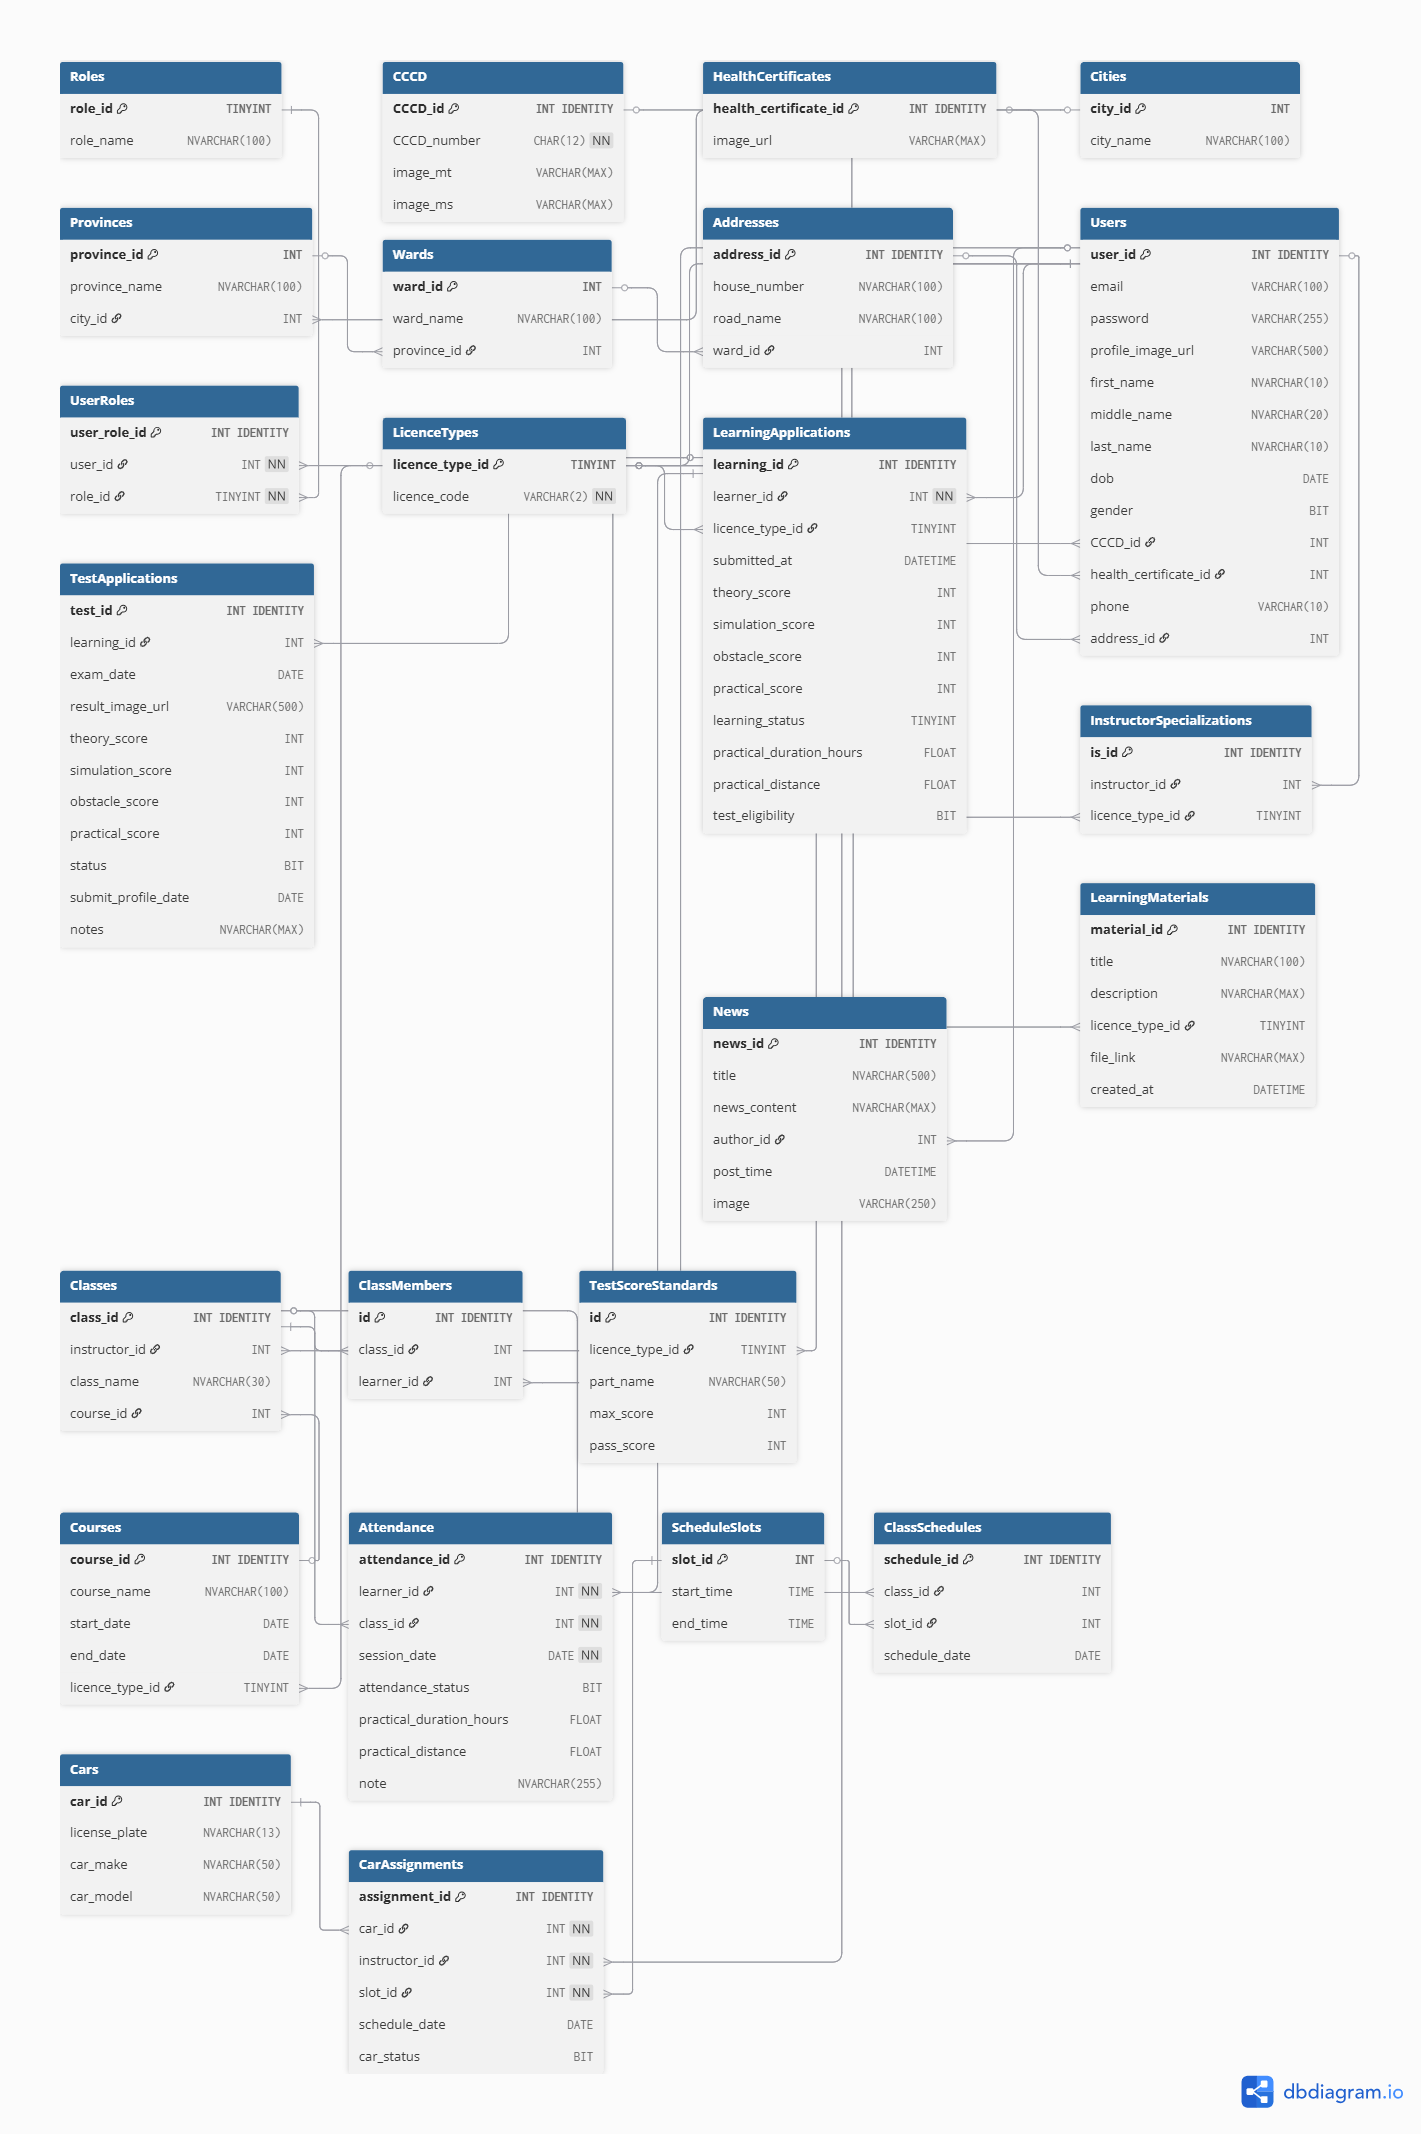 Roles
role_id TINYINT
role_name NVARCHAR(100)
CCCD
CCCD_id INT IDENTITY
CCCD_number CHAR(12) NN
image_mt VARCHAR(MAX)
image_ms VARCHAR(MAX)
HealthCertificates
health_certificate_id INT IDENTITY
image_url VARCHAR(MAX)
Cities
city_id INT
city_name NVARCHAR(100)
Provinces
province_id INT
province_name NVARCHAR(100)
city_id INT
Wards
ward_id INT
ward_name NVARCHAR(100)
province_id INT
Addresses
address_id INT IDENTITY
house_number NVARCHAR(100)
road_name NVARCHAR(100)
ward_id INT
Users
user_id INT IDENTITY
email VARCHAR(100)
password VARCHAR(255)
profile_image_url VARCHAR(500)
first_name NVARCHAR(10)
middle_name NVARCHAR(20)
last_name NVARCHAR(10)
dob DATE
gender BIT
CCCD_id INT
health_certificate_id INT
phone VARCHAR(10)
address_id INT
UserRoles
user_role_id INT IDENTITY
user_id INT NN
role_id TINYINT NN
LicenceTypes
licence_type_id TINYINT
licence_code VARCHAR(2) NN
LearningApplications
learning_id INT IDENTITY
learner_id INT NN
licence_type_id TINYINT
submitted_at DATETIME
theory_score INT
simulation_score INT
obstacle_score INT
practical_score INT
learning_status TINYINT
practical_duration_hours FLOAT
practical_distance FLOAT
test_eligibility BIT
TestApplications
test_id INT IDENTITY
learning_id INT
exam_date DATE
result_image_url VARCHAR(500)
theory_score INT
simulation_score INT
obstacle_score INT
practical_score INT
status BIT
submit_profile_date DATE
notes NVARCHAR(MAX)
InstructorSpecializations
is_id INT IDENTITY
instructor_id INT
licence_type_id TINYINT
LearningMaterials
material_id INT IDENTITY
title NVARCHAR(100)
description NVARCHAR(MAX)
licence_type_id TINYINT
file_link NVARCHAR(MAX)
created_at DATETIME
News
news_id INT IDENTITY
title NVARCHAR(500)
news_content NVARCHAR(MAX)
author_id INT
post_time DATETIME
image VARCHAR(250)
Classes
class_id INT IDENTITY
instructor_id INT
class_name NVARCHAR(30)
course_id INT
ClassMembers
id INT IDENTITY
class_id INT
learner_id INT
TestScoreStandards
id INT IDENTITY
licence_type_id TINYINT
part_name NVARCHAR(50)
max_score INT
pass_score INT
Courses
course_id INT IDENTITY
course_name NVARCHAR(100)
start_date DATE
end_date DATE
licence_type_id TINYINT
Attendance
attendance_id INT IDENTITY
learner_id INT NN
class_id INT NN
session_date DATE NN
attendance_status BIT
practical_duration_hours FLOAT
practical_distance FLOAT
note NVARCHAR(255)
ScheduleSlots
slot_id INT
start_time TIME
end_time TIME
ClassSchedules
schedule_id INT IDENTITY
class_id INT
slot_id INT
schedule_date DATE
Cars
car_id INT IDENTITY
license_plate NVARCHAR(13)
car_make NVARCHAR(50)
car_model NVARCHAR(50)
CarAssignments
assignment_id INT IDENTITY
car_id INT NN
instructor_id INT NN
slot_id INT NN
schedule_date DATE
car_status BIT
dbdiagram.io